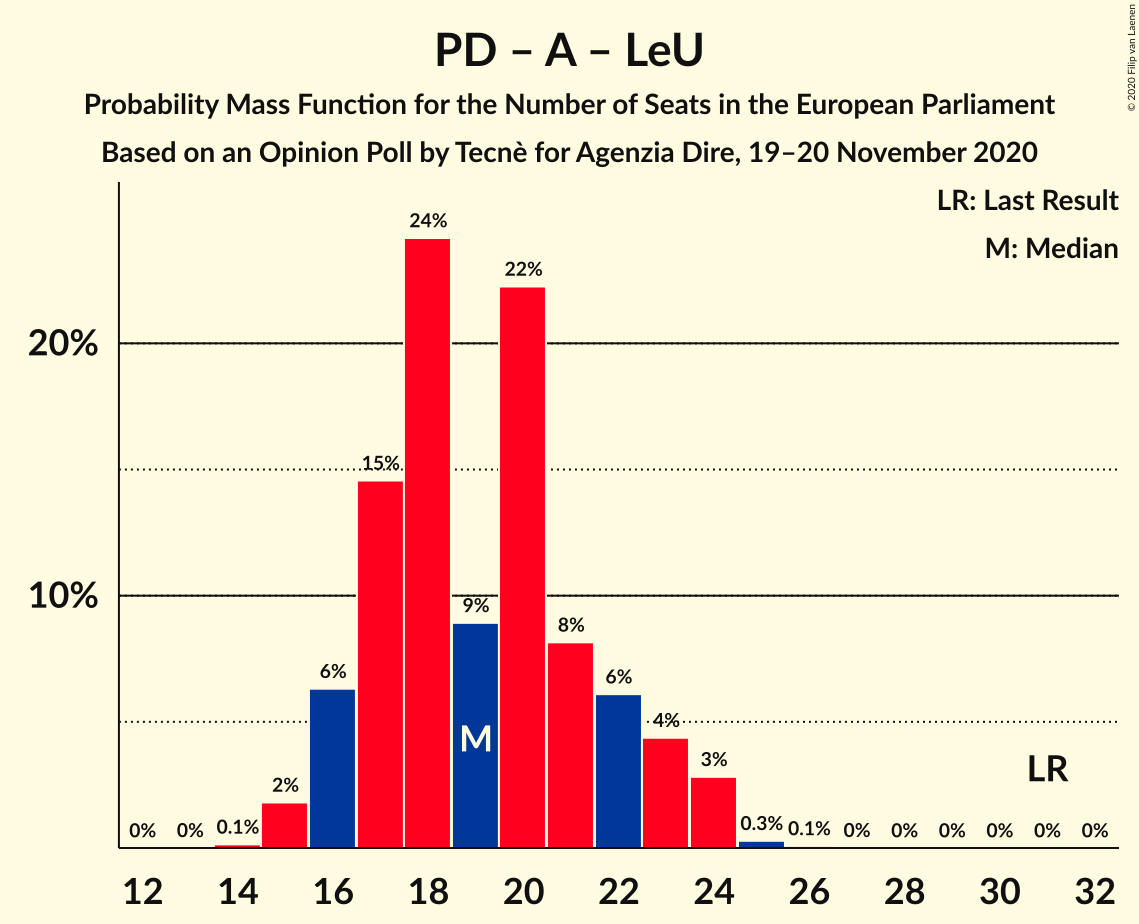 PD – A – LeU
Probability Mass Function for the Number of Seats in the European Parliament
Based on an Opinion Poll by Tecnè for Agenzia Dire, 19–20 November 2020
© 2020 Filip van Laenen
LR: Last Result
M: Median
20%
10%
0% 0% 0.1% 2% 6% 15% 24% 9% 22% 8% 6% 4% 3% 0.3% 0.1% 0% 0% 0% 0% 0% 0%
M
LR
12 14 16 18 20 22 24 26 28 30 32